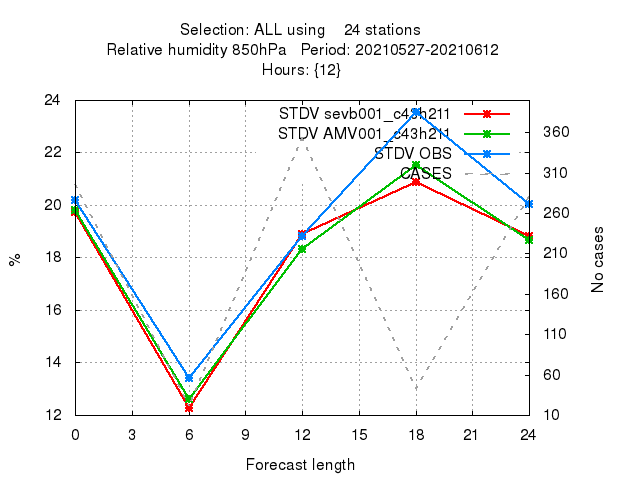 Selection: ALL using    24 stations
Relative humidity 850hPa   Period: 20210527-20210612
Hours: {12}
STDV sevb001_c43h211
STDV AMV001_c43h211
STDV OBS
CASES
24
22
20
18
16
14
12
360
310
260
210
160
110
60
10
%
No cases
0 3 6 9 12 15 18 21 24
Forecast length